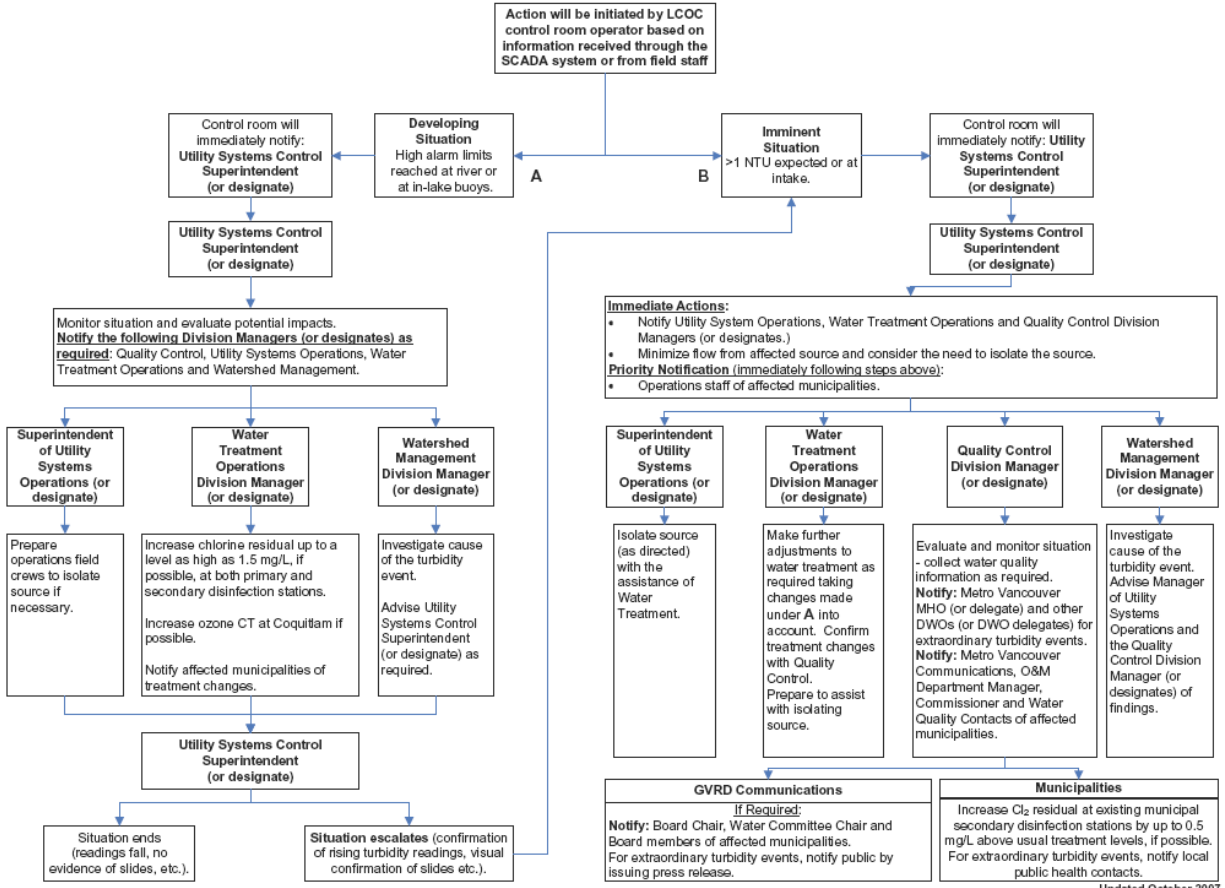 Action will be initiated by LCOC
control room operator based on
information received through the
SCADA system or from field staff
Control room will
immediately notify:
Utility Systems Control
Superintendent
(or designate)
Developing
Situation
High alarm limits
reached at river or
at in-lake buoys.
A
B
Imminent
Situation
>1 NTU expected or at
intake.
Control room will
immediately notify: Utility
Systems Control
Superintendent
(or designate)
Utility Systems Control
Superintendent
(or designate)
Utility Systems Control
Superintendent
(or designate)
Monitor situation and evaluate potential impacts.
Notify the following Division Managers (or designates) as
required: Quality Control, Utility Systems Operations, Water
Treatment Operations and Watershed Management.
Immediate Actions:
• Notify Utility System Operations, Water Treatment Operations and Quality Control Division
Managers (or designates.)
• Minimize flow from affected source and consider the need to isolate the source.
Priority Notification (immediately following steps above):
• Operations staff of affected municipalities.
Superintendent
of Utility
Systems
Operations (or
designate)
Water
Treatment
Operations
Division Manager
(or designate)
Watershed
Management
Division Manager
(or designate)
Superintendent
of Utility
Systems
Operations (or
designate)
Water
Treatment
Operations
Division Manager
(or designate)
Quality Control
Division Manager
(or designate)
Watershed
Management
Division Manager
(or designate)
Prepare
operations field
crews to isolate
source if
necessary.
Increase chlorine residual up to a
level as high as 1.5 mg/L, if
possible, at both primary and
secondary disinfection stations.
Increase ozone CT at Coquitlam if
possible.
Notify affected municipalities of
treatment changes.
Investigate cause
of the turbidity
event.
Advise Utility
Systems Control
Superintendent
(or designate) as
required.
Isolate source
(as directed)
with the
assistance of
Water
Treatment.
Make further
adjustments to
water treatment as
required taking
changes made
under A into
account. Confirm
treatment changes
with Quality
Control.
Prepare to assist
with isolating
source.
Evaluate and monitor situation
- collect water quality
information as required.
Notify: Metro Vancouver
MHO (or delegate) and other
DWOs (or DWO delegates) for
extraordinary turbidity events.
Notify: Metro Vancouver
Communications, O&M
Department Manager,
Commissioner and Water
Quality Contacts of affected
municipalities.
Investigate
cause of the
turbidity event.
Advise Manager
of Utility
Systems
Operations and
the Quality
Control Division
Manager (or
designates) of
findings.
Utility Systems Control
Superintendent
(or designate)
Situation ends
(readings fall, no
evidence of slides, etc.).
Situation escalates (confirmation
of rising turbidity readings, visual
confirmation of slides etc.).
GVRD Communications
If Required:
Notify: Board Chair, Water Committee Chair and
Board members of affected municipalities.
For extraordinary turbidity events, notify public by
issuing press release.
Municipalities
Increase Cl₂ residual at existing municipal
secondary disinfection stations by up to 0.5
mg/L above usual treatment levels, if possible.
For extraordinary turbidity events, notify local
public health contacts.
Updated October 2007